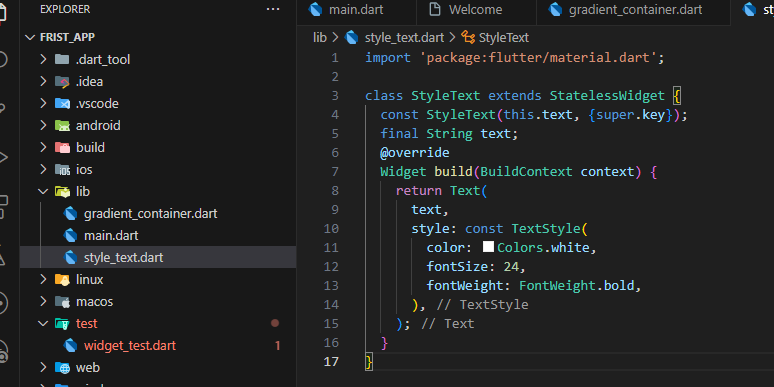 EXPLORER
FRIST_APP
.dart_tool
.idea
.vscode
android
build
ios
lib
gradient_container.dart
main.dart
style_text.dart
linux
macos
test
widget_test.dart 1
web
main.dart Welcome gradient_container.dart st
lib > style_text.dart > StyleText
1 import 'package:flutter/material.dart';
2
3 class StyleText extends StatelessWidget {
4 const StyleText(this.text, {super.key});
5 final String text;
6 @override
7 Widget build(BuildContext context) {
8 return Text(
9 text,
10 style: const TextStyle(
11 color: Colors.white,
12 fontSize: 24,
13 fontWeight: FontWeight.bold,
14 ), // TextStyle
15 ); // Text
16 }
17 }